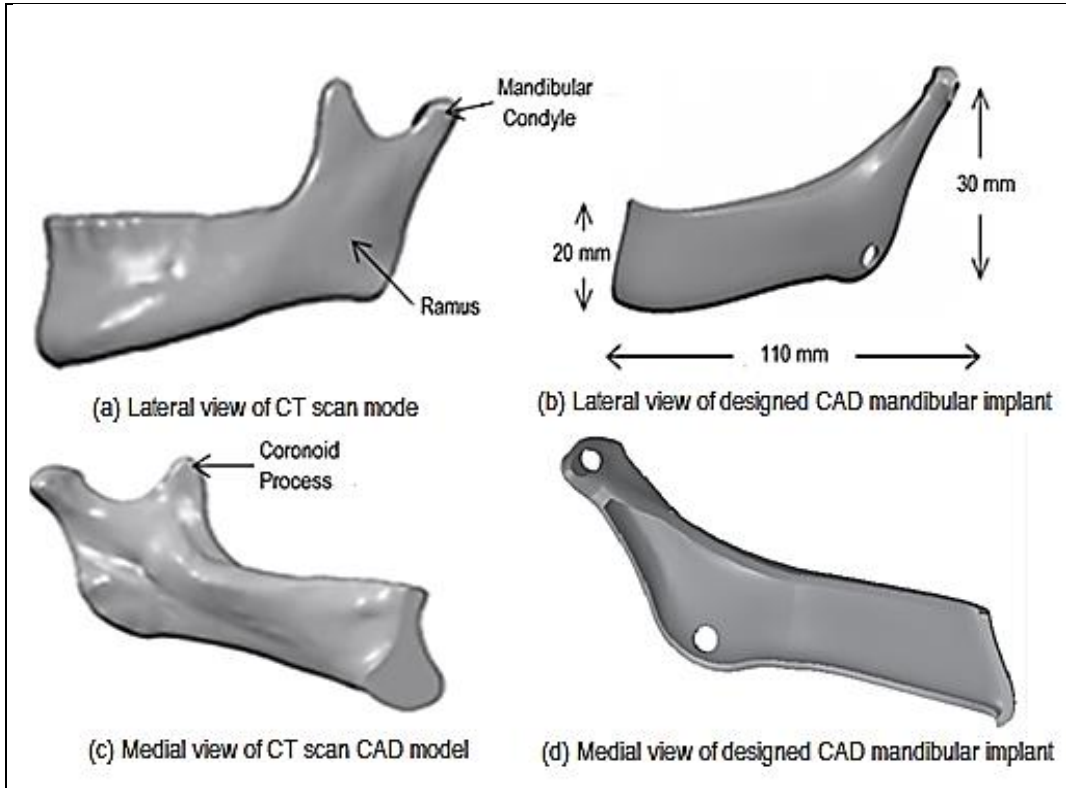 Mandibular
Condyle
Ramus
(a) Lateral view of CT scan mode
30 mm
20 mm
110 mm
(b) Lateral view of designed CAD mandibular implant
Coronoid
Process
(c) Medial view of CT scan CAD model
(d) Medial view of designed CAD mandibular implant